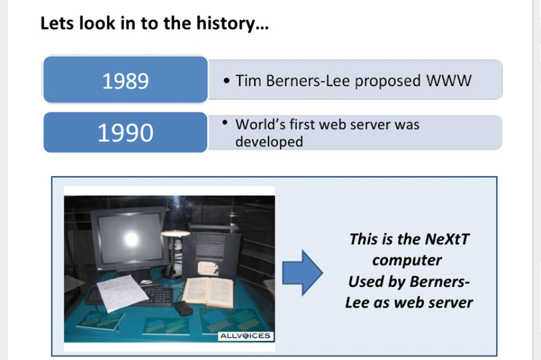 Lets look in to the history...
1989
• Tim Berners-Lee proposed WWW
1990
• World's first web server was
developed
This is the NeXtT
computer
Used by Berners-
Lee as web server
ALLVOICES